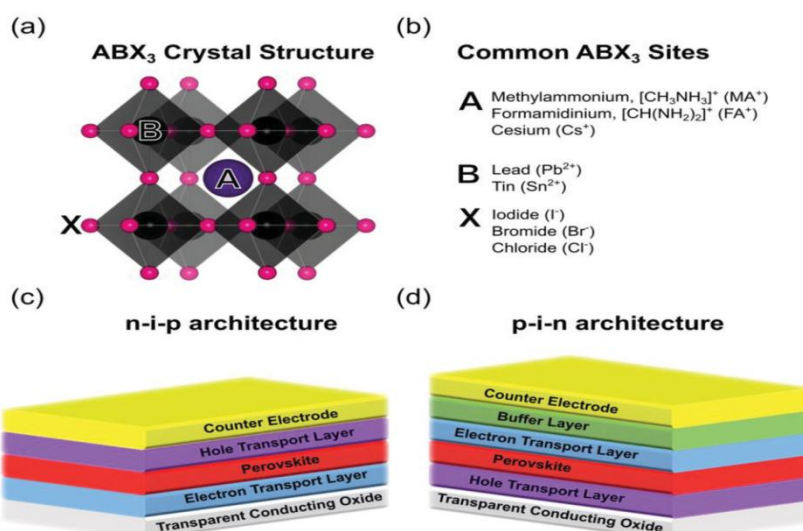 (a)
ABX₃ Crystal Structure
B
A
X
(b)
Common ABX₃ Sites
A Methylammonium, [CH₃NH₃]⁺ (MA⁺)
Formamidinium, [CH(NH₂)₂]⁺ (FA⁺)
Cesium (Cs⁺)
B Lead (Pb²⁺)
Tin (Sn²⁺)
X Iodide (I⁻)
Bromide (Br⁻)
Chloride (Cl⁻)
(c)
n-i-p architecture
Counter Electrode
Hole Transport Layer
Perovskite
Electron Transport Layer
Transparent Conducting Oxide
(d)
p-i-n architecture
Counter Electrode
Buffer Layer
Electron Transport Layer
Perovskite
Hole Transport Layer
Transparent Conducting Oxide